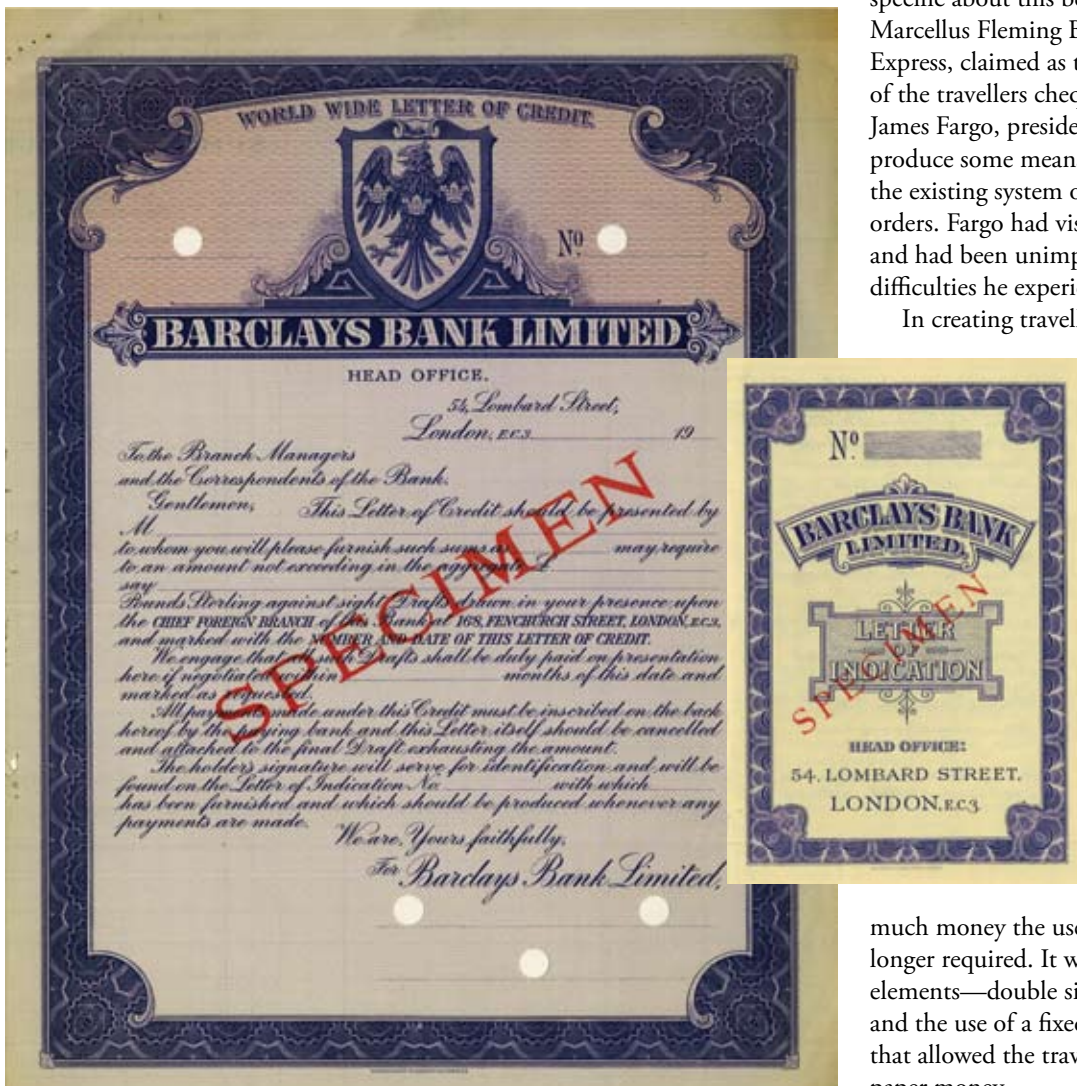 WORLD WIDE LETTER OF CREDIT.
No.
BARCLAYS BANK LIMITED
HEAD OFFICE.
54, Lombard Street,
London, E.C.3. 19
To the Branch Managers
and the Correspondents of the Bank.
Gentlemen, This Letter of Credit should be presented by
M
to whom you will please furnish such sums as may require
to an amount not exceeding in the aggregate £
say
Pounds Sterling against sight Drafts drawn in your presence upon
the CHIEF FOREIGN BRANCH of this Bank at 168, FENCHURCH STREET, LONDON, E.C.3,
and marked with the NUMBER AND DATE OF THIS LETTER OF CREDIT.
We engage that all such Drafts shall be duly paid on presentation
here if negotiated within months of this date and
marked as requested.
All payments made under this Credit must be inscribed on the back
hereof by the paying bank and this Letter itself should be cancelled
and attached to the final Draft exhausting the amount.
The holder's signature will serve for identification and will be
found on the Letter of Indication No. with which
has been furnished and which should be produced whenever any
payments are made.
We are, Yours faithfully,
For Barclays Bank Limited,
SPECIMEN
No.
BARCLAYS BANK
LIMITED.
LETTER
OF
INDICATION
SPECIMEN
HEAD OFFICE:
54, LOMBARD STREET,
LONDON, E.C.3.
specific about this
Marcellus Fleming
Express, claimed as
of the travellers
James Fargo,
produce some
the existing system
orders. Fargo had
and had been
difficulties he
In creating
much money the
longer required. It
elements—double
and the use of a
that allowed the
paper money